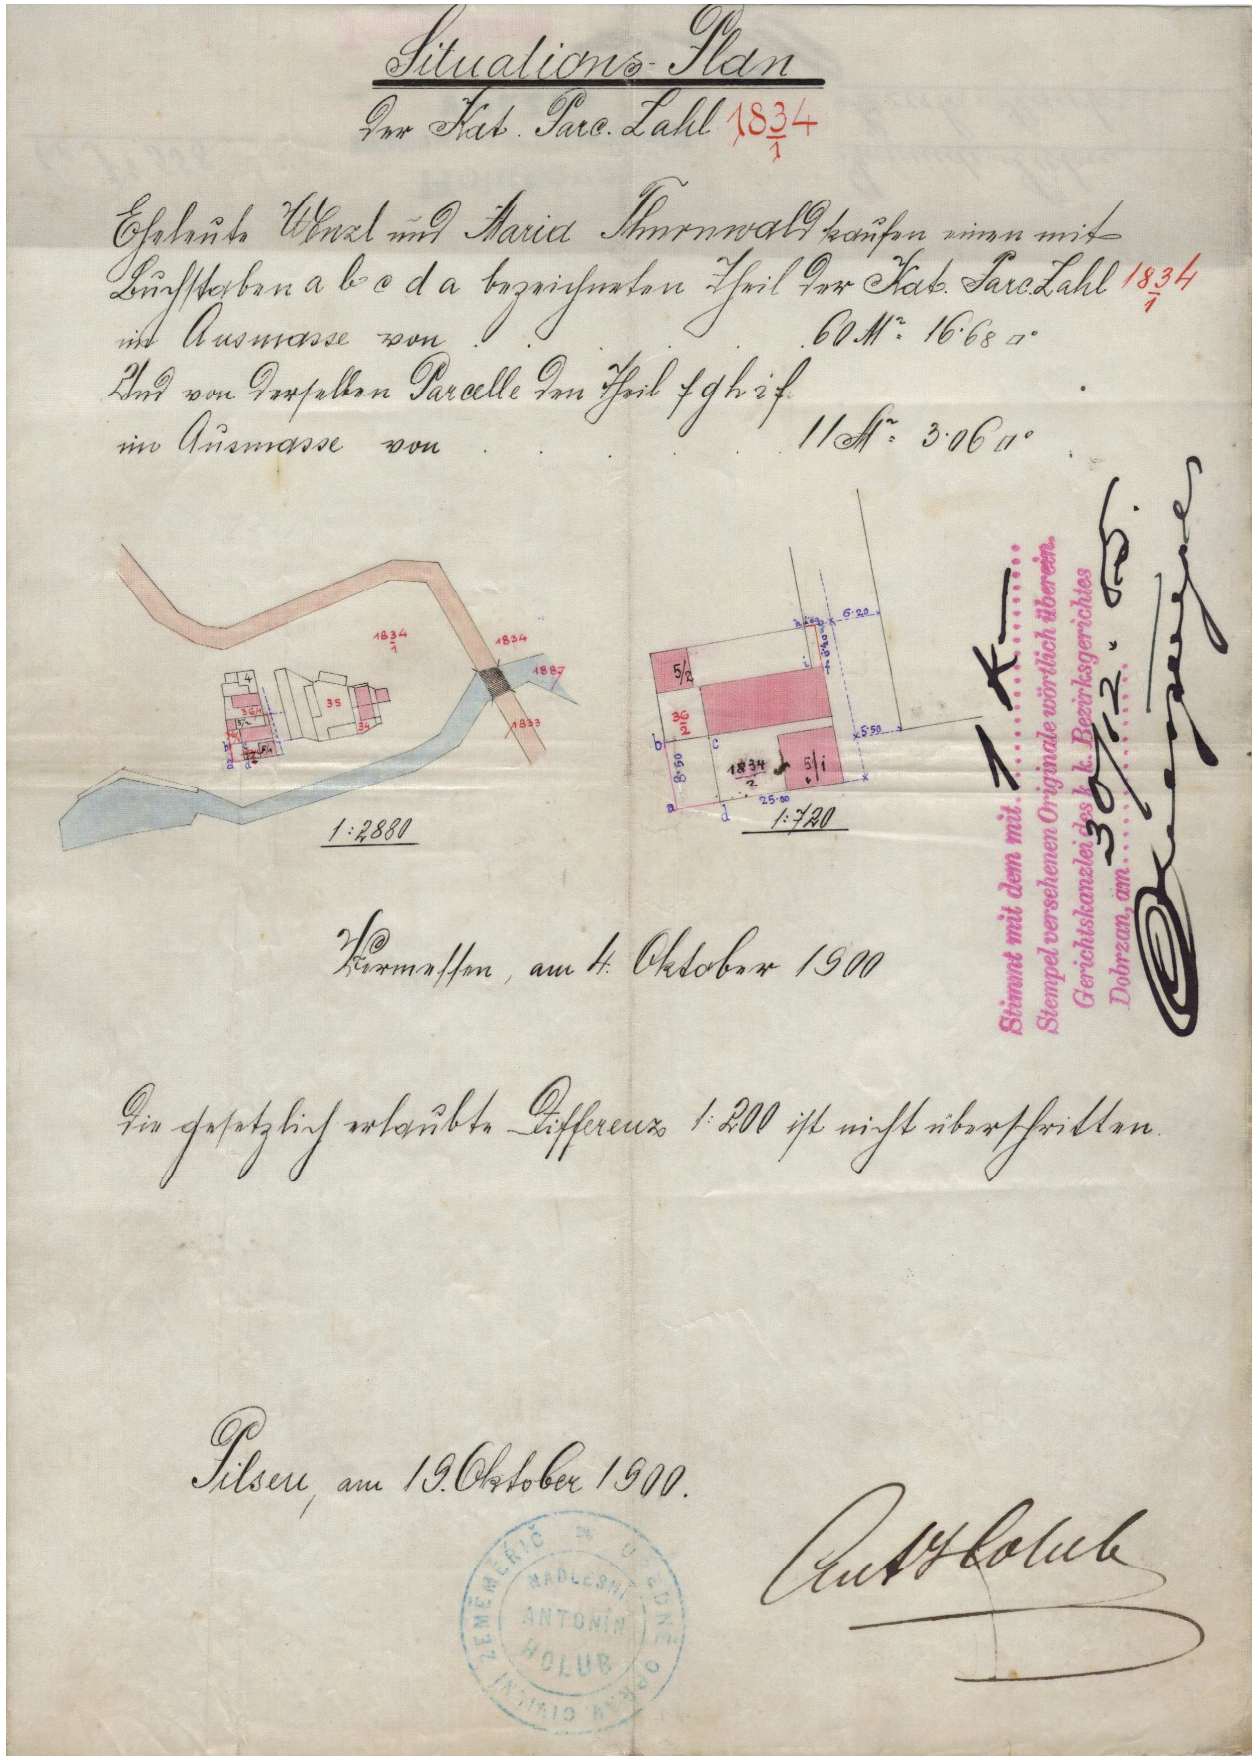 Situations-Plan
der Kat. Parc. Zahl 1834/1
Eheleute Wenzl und Maria Thurnwald kaufen einen mit
Buchstaben a b c d a bezeichneten Theil der Kat. Parc. Zahl 1834/1
im Ausmasse von . . . 60 M² = 16·68 □°
Und von derselben Parcelle den Theil f g h i f
im Ausmasse von . . . . 11 M² = 3·06 □°
1834/1
1834
1887
1833
4
35
34
1:2880
5/2
36/2
1834/2
5/1
6·20
5·50
8·50
25·00
a
b
c
d
h
i
f
1:720
Stimmt mit dem mit 1 K
Stempel versehenen Originale wörtlich überein.
Gerichtskanzlei des k. k. Bezirksgerichtes
Dobrzan, am 30/12
Vermessen, am 4. Oktober 1900
Die gesetzlich erlaubte Differenz 1:200 ist nicht überschritten.
Pilsen, am 19. Oktober 1900.
Ant Holub
ÚŘEDNĚ OPRÁV. CIVILNÍ ZEMĚMĚŘIČ
NADLESNÍ
ANTONÍN
HOLUB